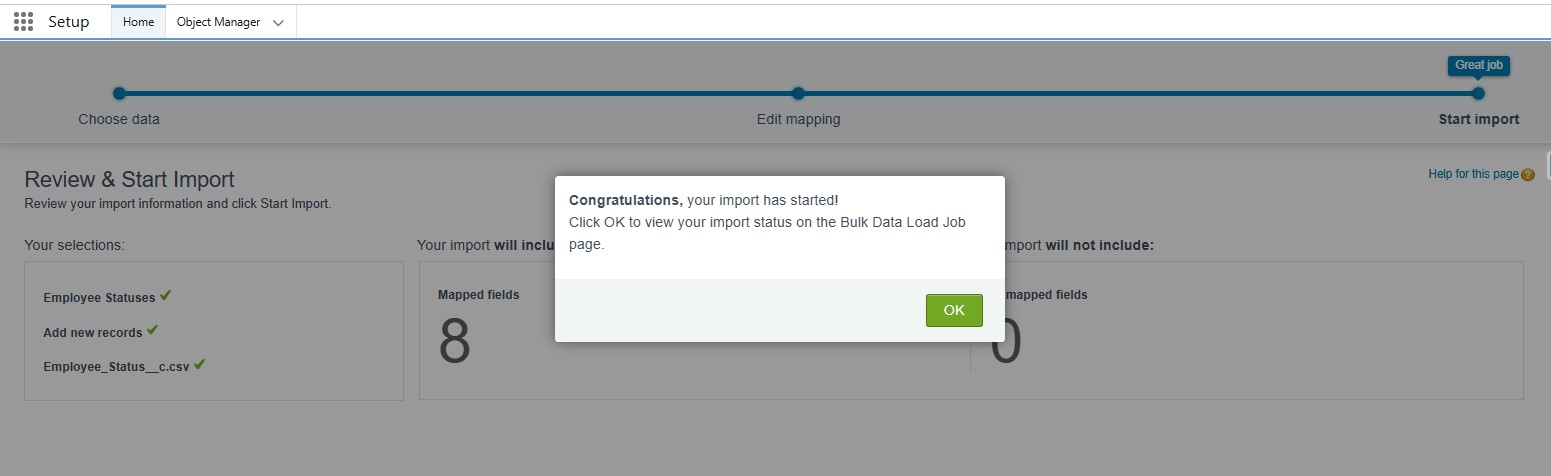 Setup
Home
Object Manager
Great job
Choose data
Edit mapping
Start import
Review & Start Import
Help for this page ?
Review your import information and click Start Import.
Congratulations, your import has started!
Click OK to view your import status on the Bulk Data Load Job
page.
OK
Your selections:
Employee Statuses
Add new records
Employee_Status__c.csv
Your import will inclu
Mapped fields
8
mport will not include:
mapped fields
0